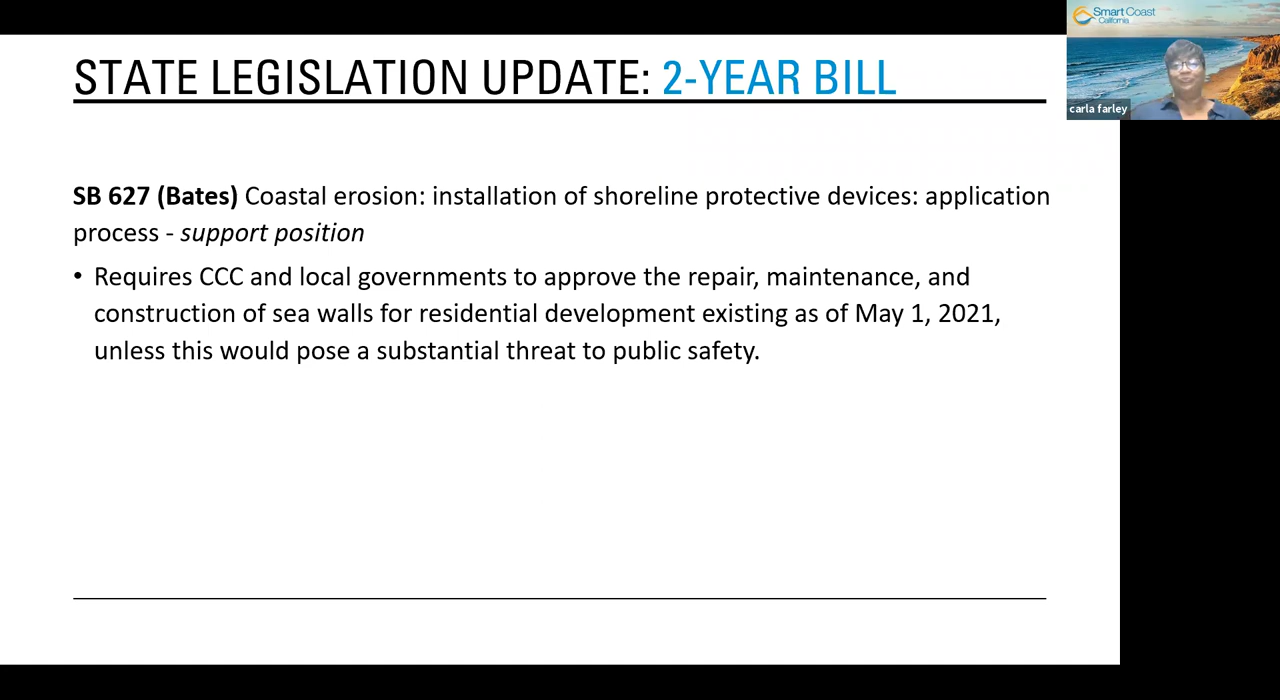 STATE LEGISLATION UPDATE: 2-YEAR BILL
Smart Coast
California
carla farley
SB 627 (Bates) Coastal erosion: installation of shoreline protective devices: application
process - support position
• Requires CCC and local governments to approve the repair, maintenance, and
construction of sea walls for residential development existing as of May 1, 2021,
unless this would pose a substantial threat to public safety.